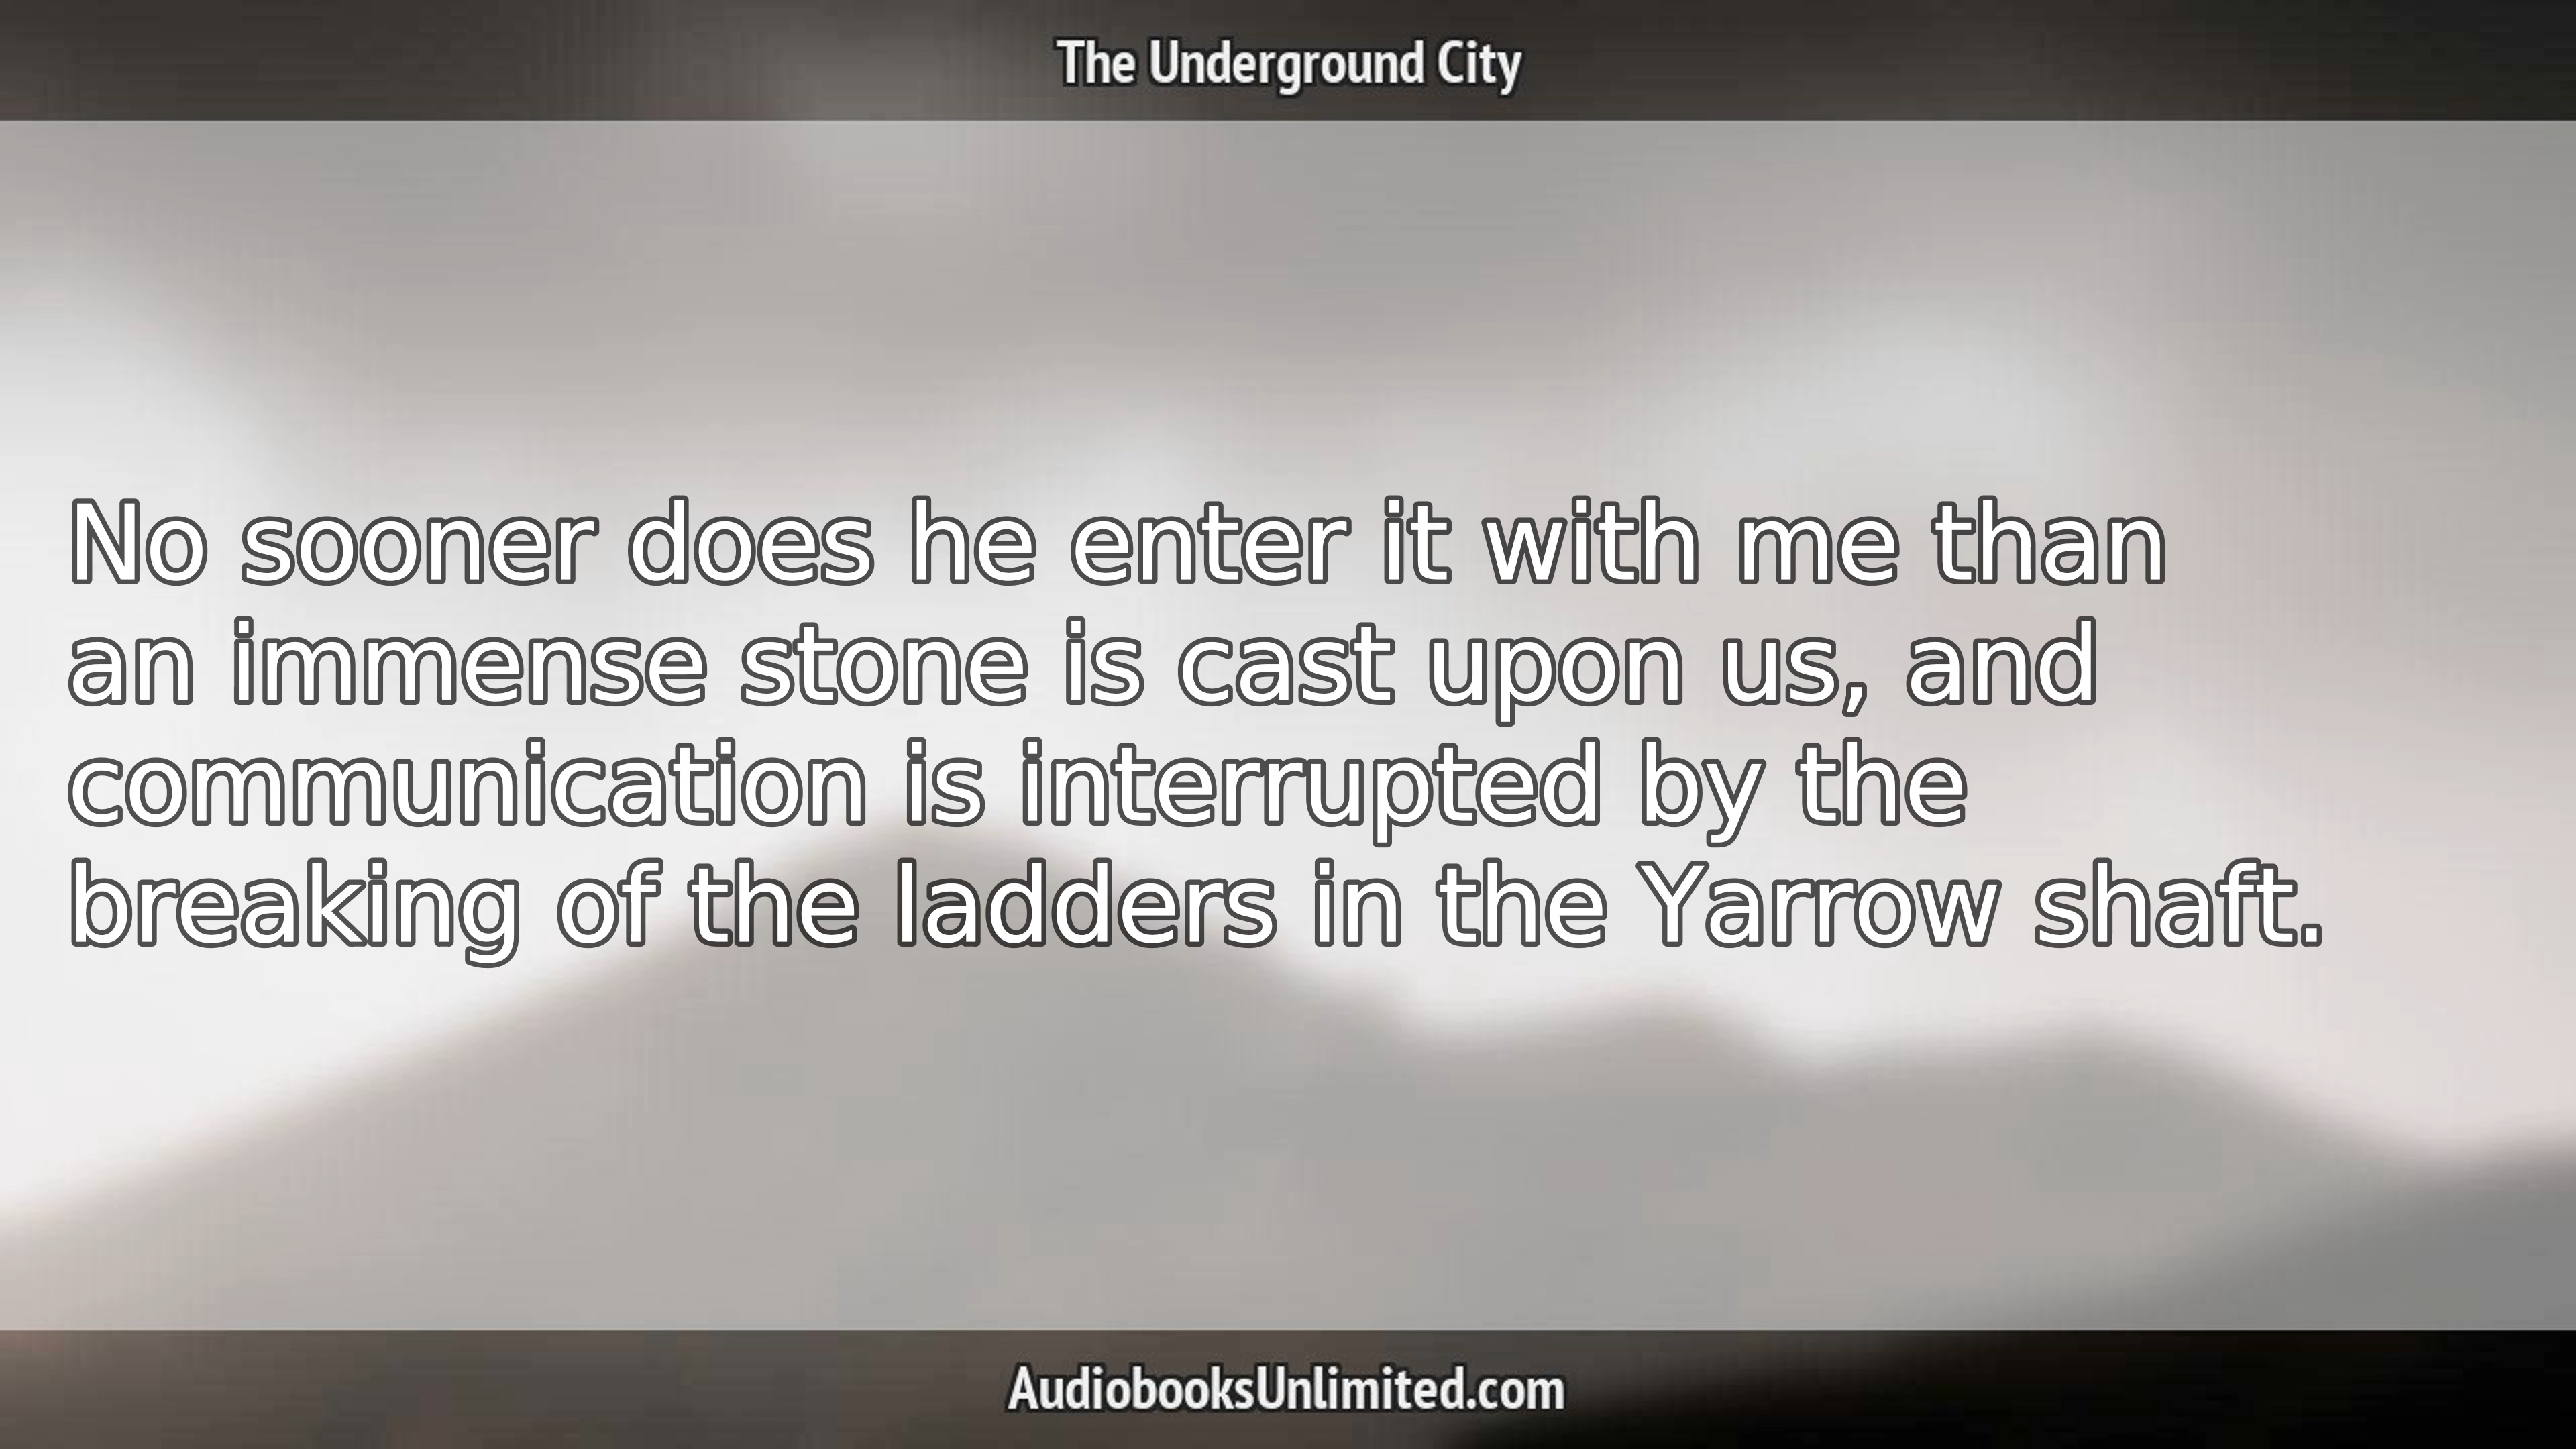 The Underground City
No sooner does he enter it with me than
an immense stone is cast upon us, and
communication is interrupted by the
breaking of the ladders in the Yarrow shaft.
AudiobooksUnlimited.com